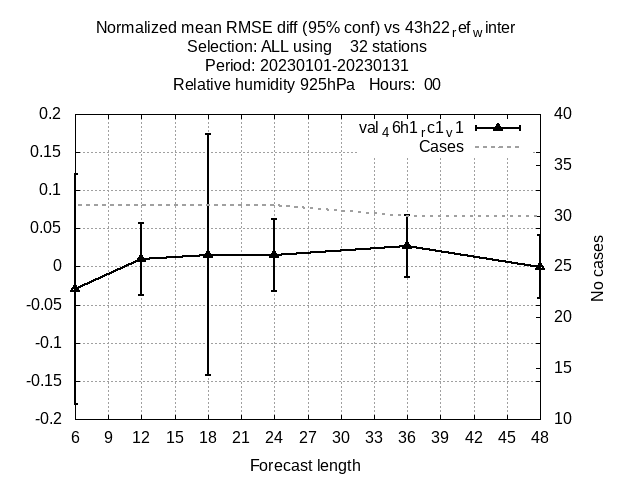 Normalized mean RMSE diff (95% conf) vs 43h22refwinter
Selection: ALL using    32 stations
Period: 20230101-20230131
Relative humidity 925hPa   Hours:  00
val46h1rc1v1
Cases
0.2
0.15
0.1
0.05
0
-0.05
-0.1
-0.15
-0.2
40
35
30
25
20
15
10
No cases
6 9 12 15 18 21 24 27 30 33 36 39 42 45 48
Forecast length